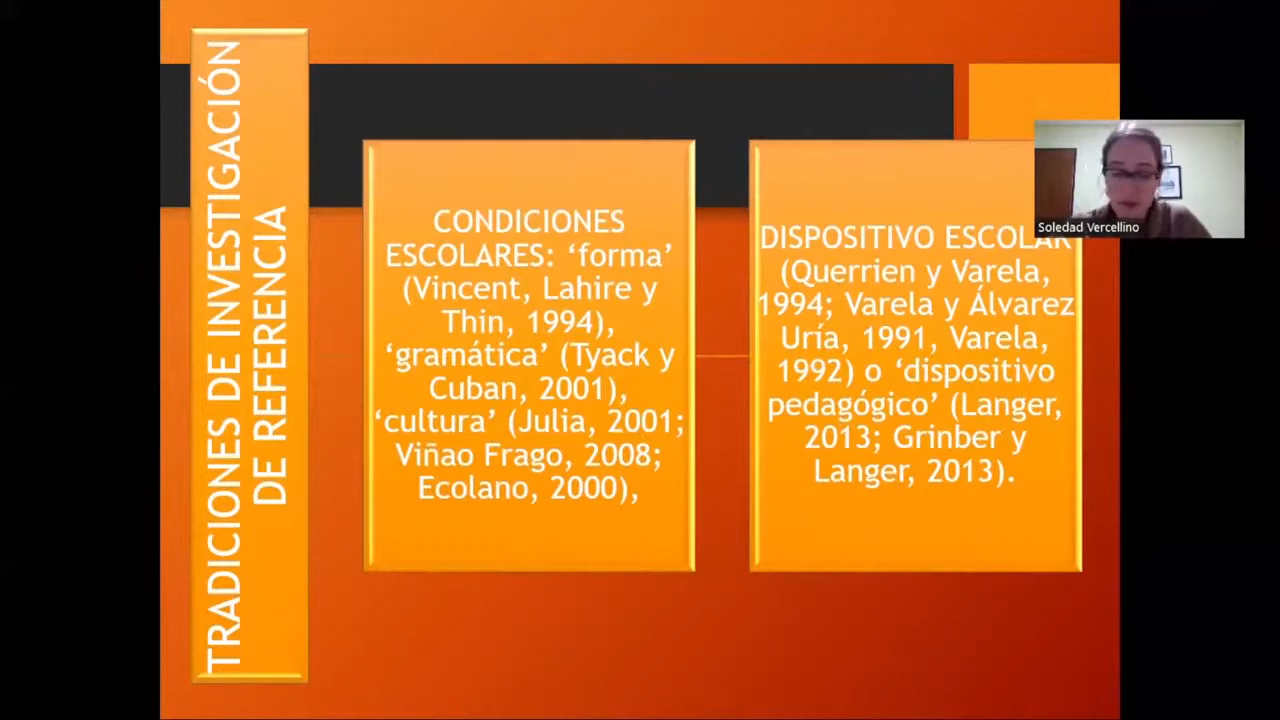 TRADICIONES DE INVESTIGACIÓN
DE REFERENCIA
CONDICIONES
ESCOLARES: ‘forma’
(Vincent, Lahire y
Thin, 1994),
‘gramática’ (Tyack y
Cuban, 2001),
‘cultura’ (Julia, 2001;
Viñao Frago, 2008;
Ecolano, 2000),
DISPOSITIVO ESCOLAR
(Querrien y Varela,
1994; Varela y Álvarez
Uría, 1991, Varela,
1992) o ‘dispositivo
pedagógico’ (Langer,
2013; Grinber y
Langer, 2013).
Soledad Vercellino